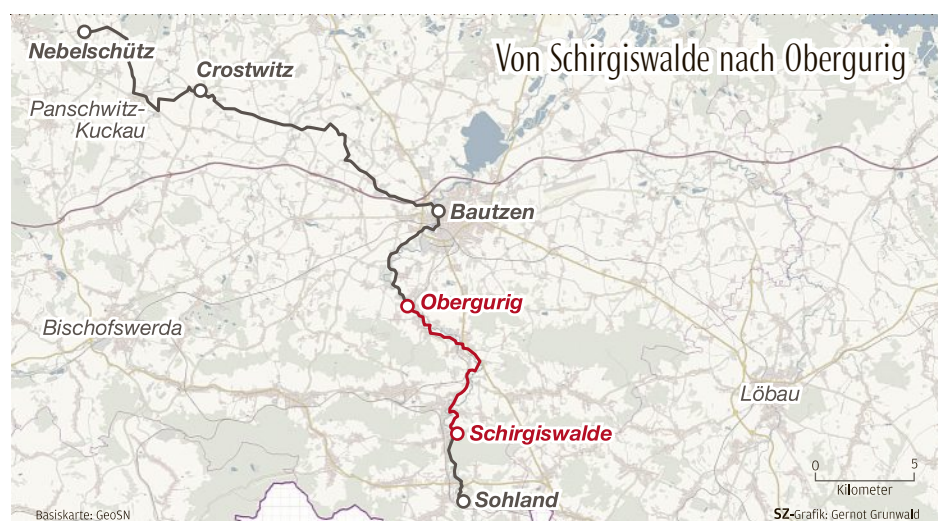 Von Schirgiswalde nach Obergurig
Nebelschütz
Crostwitz
Panschwitz-
Kuckau
Bautzen
Obergurig
Bischofswerda
Löbau
Schirgiswalde
0 5
Kilometer
Sohland
Basiskarte: GeoSN
SZ-Grafik: Gernot Grunwald